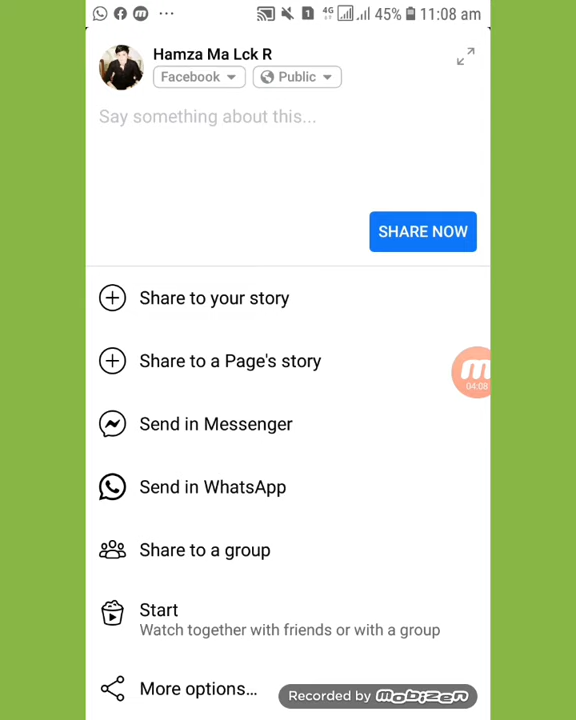 4G 45% 11:08 am
Hamza Ma Lck R
Facebook Public
Say something about this...
SHARE NOW
Share to your story
Share to a Page's story
04:08
Send in Messenger
Send in WhatsApp
Share to a group
Start
Watch together with friends or with a group
More options...
Recorded by mobizen